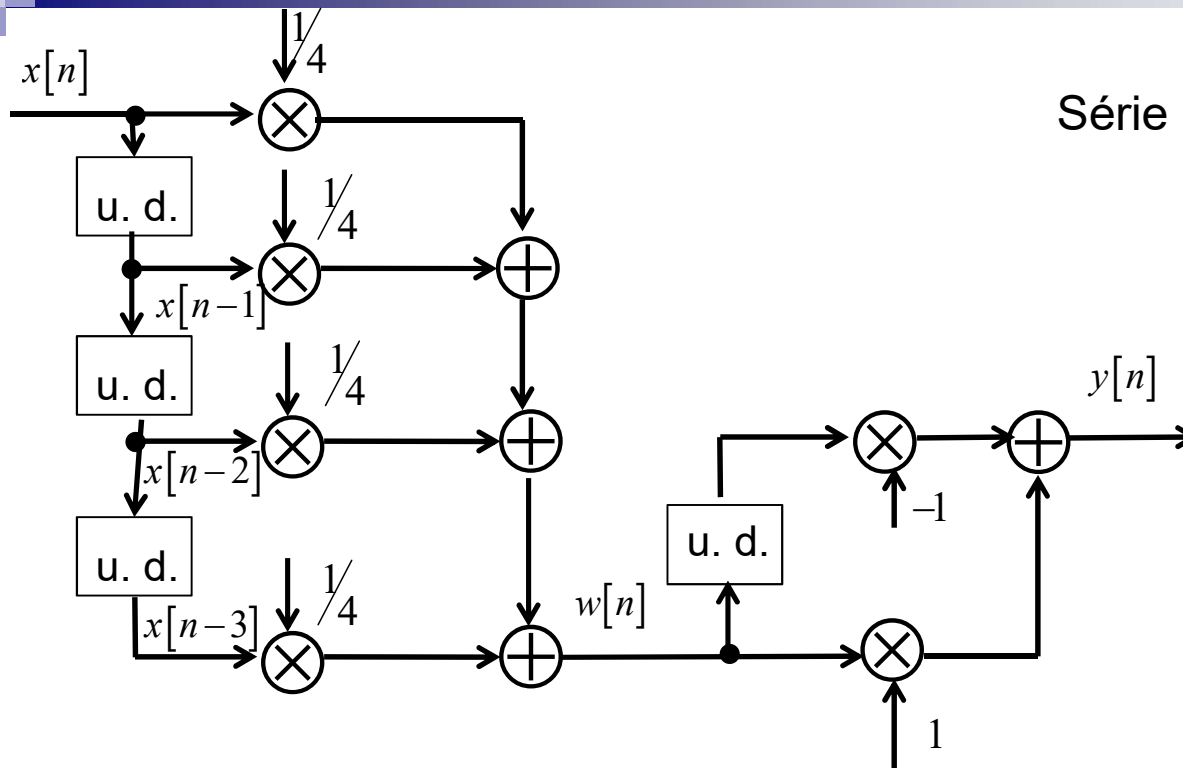 1/4
x[n]
Série
1/4
u. d.
x[n−1]
1/4
u. d.
y[n]
x[n−2]
−1
u. d.
u. d.
1/4
w[n]
x[n−3]
1